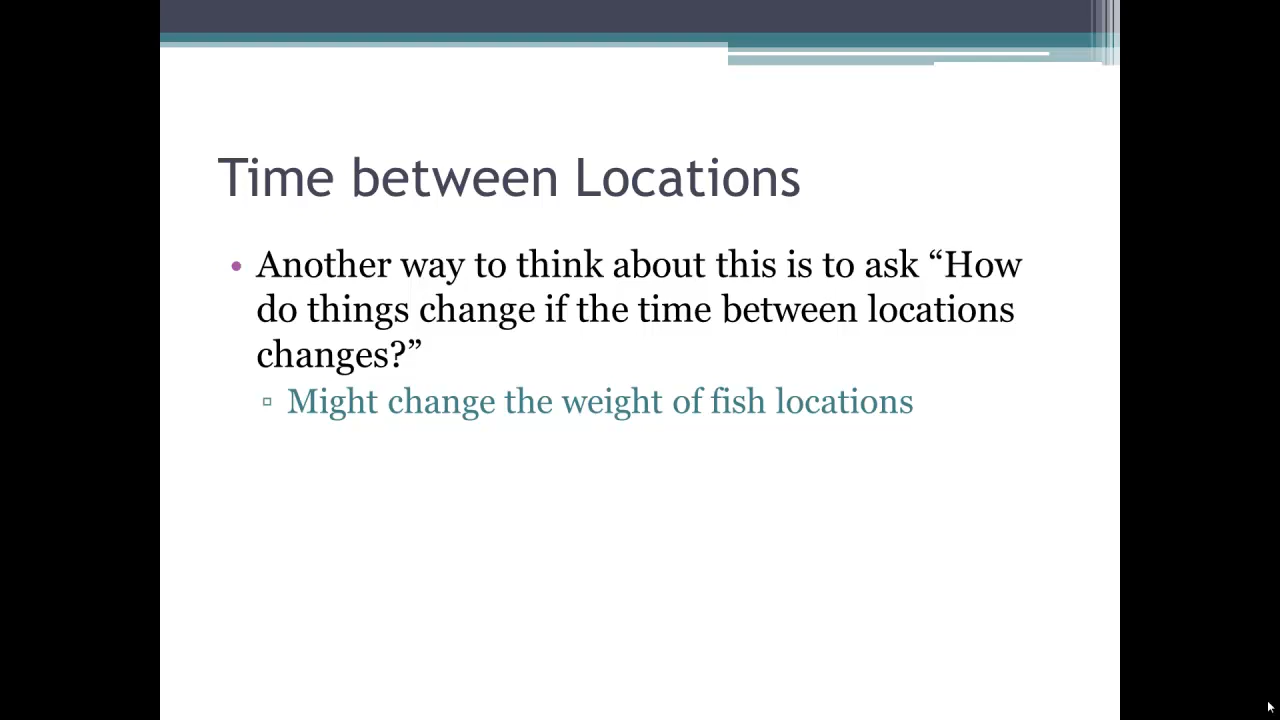 Time between Locations
• Another way to think about this is to ask “How
do things change if the time between locations
changes?”
▫ Might change the weight of fish locations